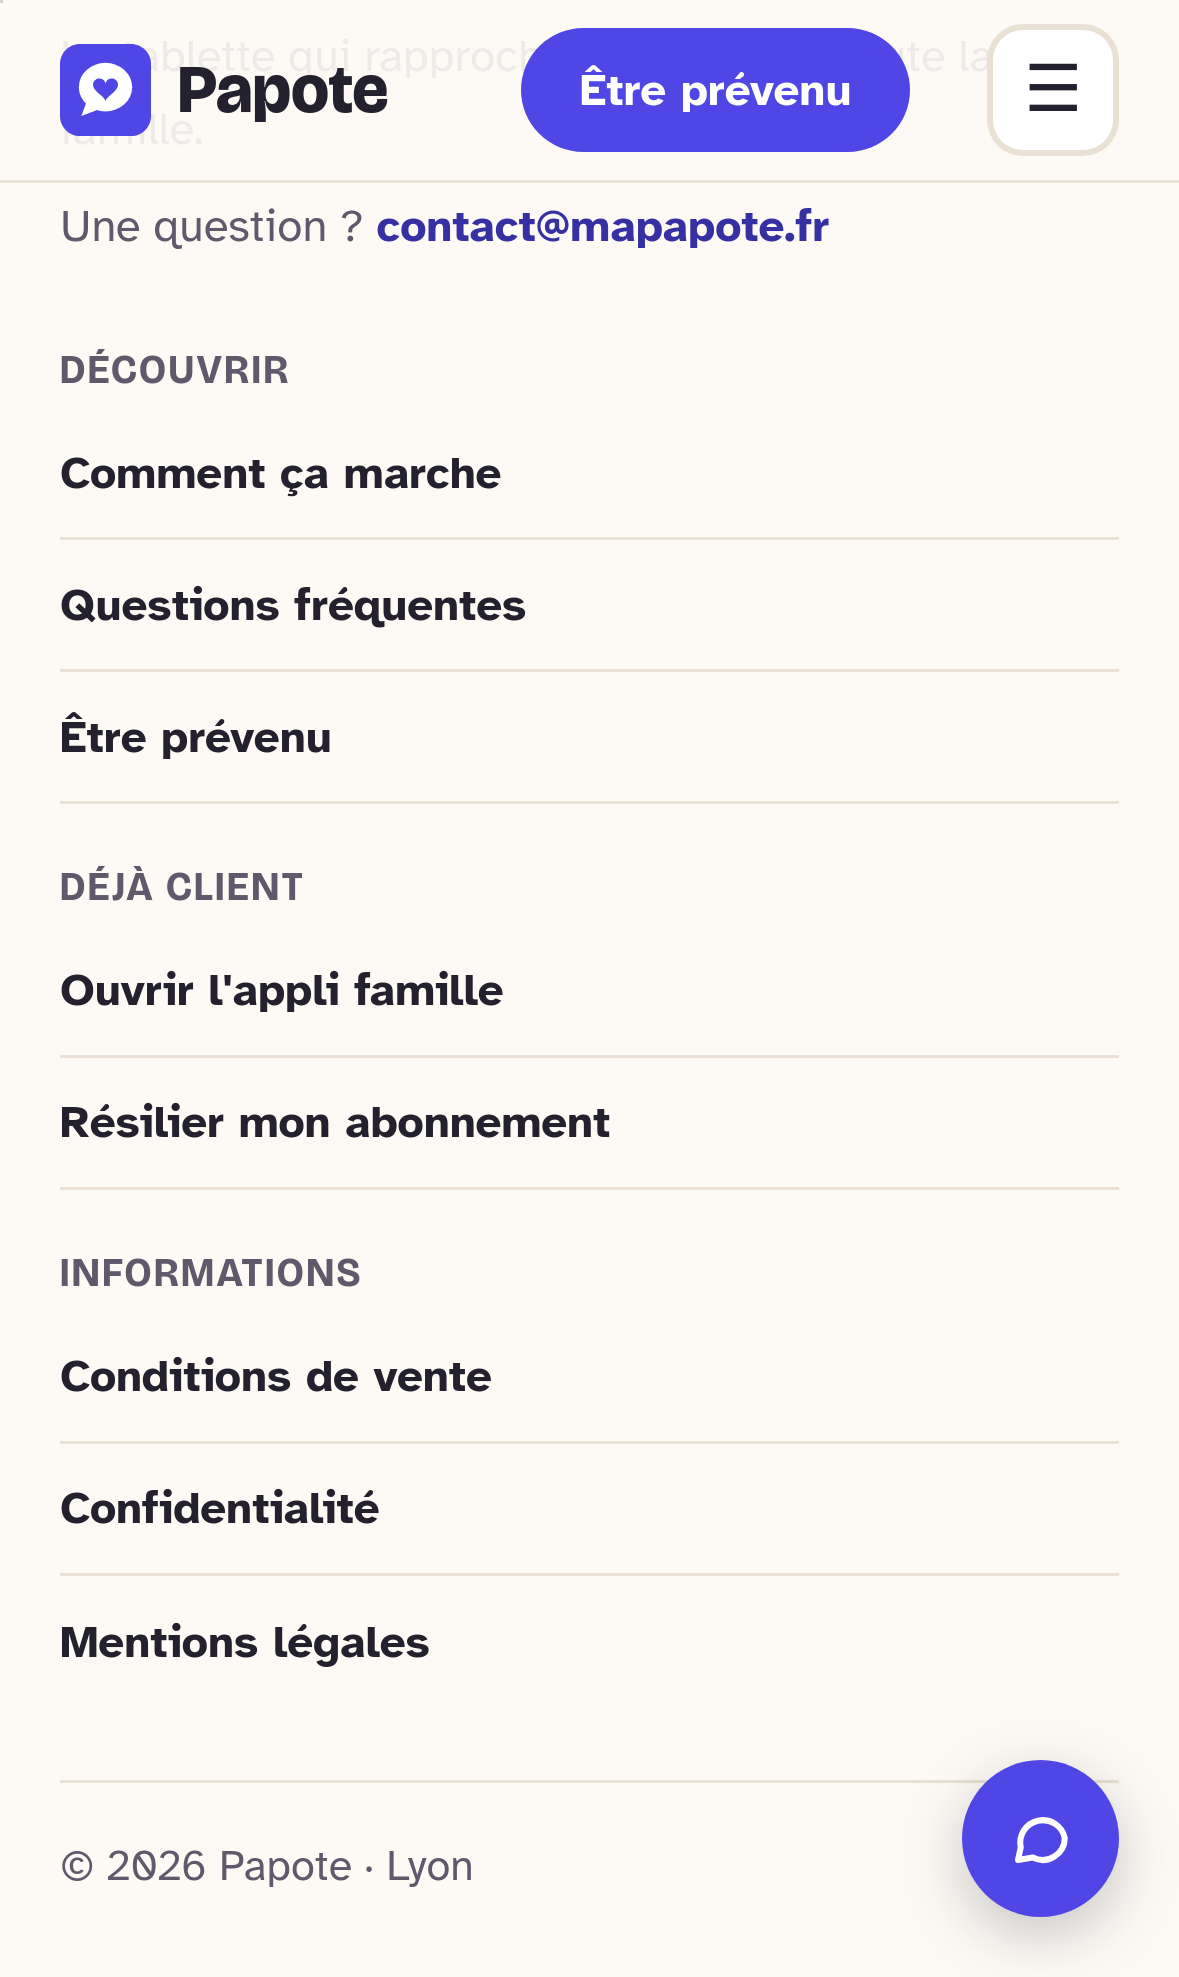 Papote
Être prévenu
famille.
Une question ? contact@mapapote.fr
DÉCOUVRIR
Comment ça marche
Questions fréquentes
Être prévenu
DÉJÀ CLIENT
Ouvrir l'appli famille
Résilier mon abonnement
INFORMATIONS
Conditions de vente
Confidentialité
Mentions légales
© 2026 Papote · Lyon